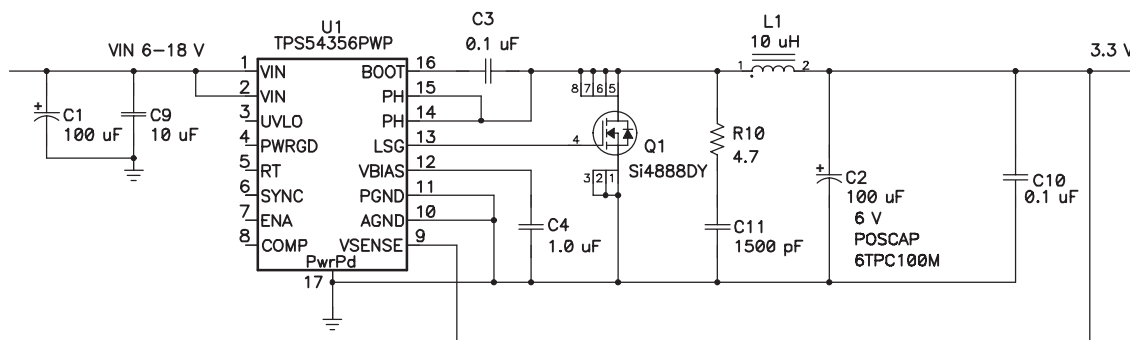 VIN 6–18 V
U1
TPS54356PWP
C3
0.1 uF
L1
10 uH
3.3 V
1 VIN
2 VIN
3 UVLO
4 PWRGD
5 RT
6 SYNC
7 ENA
8 COMP
BOOT 16
PH 15
PH 14
LSG 13
VBIAS 12
PGND 11
AGND 10
VSENSE 9
PwrPd
17
C1
100 uF
C9
10 uF
C4
1.0 uF
8 7 6 5
4
3 2 1
Q1
Si4888DY
1
2
R10
4.7
C11
1500 pF
+
+
C2
100 uF
6 V
POSCAP
6TPC100M
C10
0.1 uF